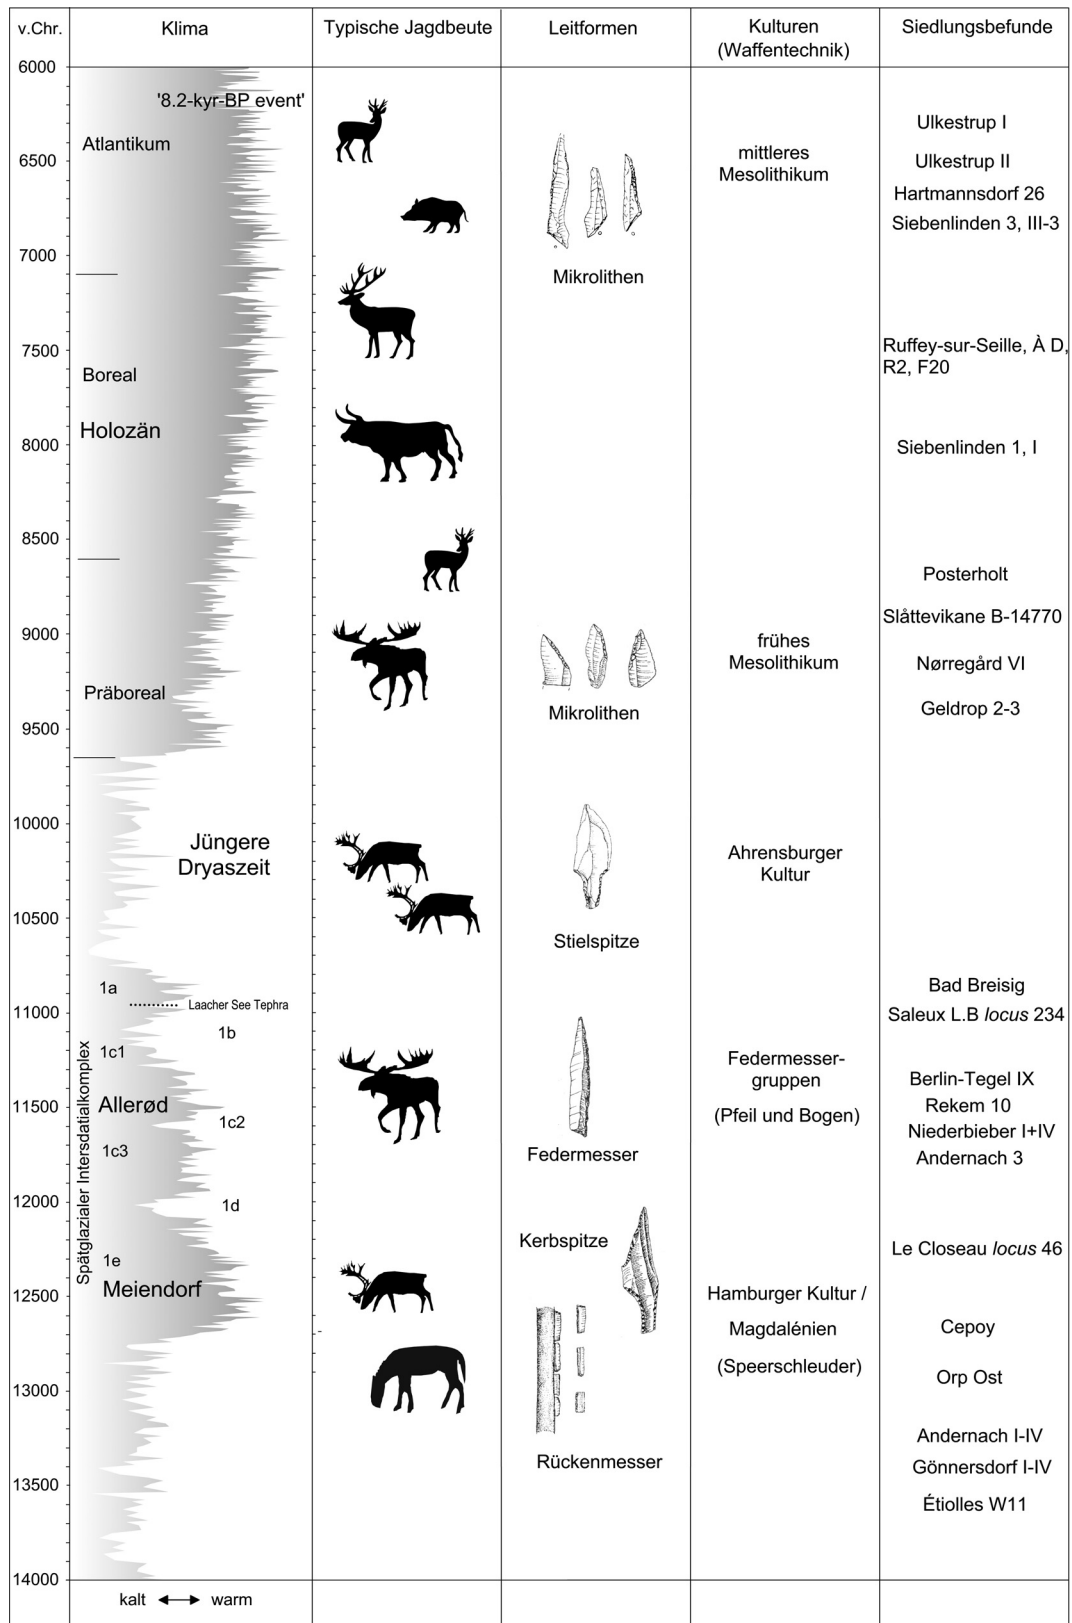 v.Chr.
Klima
Typische Jagdbeute
Leitformen
Kulturen
(Waffentechnik)
Siedlungsbefunde
6000
6500
7000
7500
8000
8500
9000
9500
10000
10500
11000
11500
12000
12500
13000
13500
14000
'8.2-kyr-BP event'
Atlantikum
Boreal
Holozän
Präboreal
Jüngere
Dryaszeit
1a
Laacher See Tephra
1b
1c1
Allerød
1c2
1c3
1d
1e
Meiendorf
Spätglazialer Intersdatialkomplex
kalt
warm
Mikrolithen
Mikrolithen
Stielspitze
Federmesser
Kerbspitze
Rückenmesser
mittleres
Mesolithikum
frühes
Mesolithikum
Ahrensburger
Kultur
Federmesser-
gruppen
(Pfeil und Bogen)
Hamburger Kultur /
Magdalénien
(Speerschleuder)
Ulkestrup I
Ulkestrup II
Hartmannsdorf 26
Siebenlinden 3, III-3
Ruffey-sur-Seille, À D,
R2, F20
Siebenlinden 1, I
Posterholt
Slåttevikane B-14770
Nørregård VI
Geldrop 2-3
Bad Breisig
Saleux L.B locus 234
Berlin-Tegel IX
Rekem 10
Niederbieber I+IV
Andernach 3
Le Closeau locus 46
Cepoy
Orp Ost
Andernach I-IV
Gönnersdorf I-IV
Étiolles W11